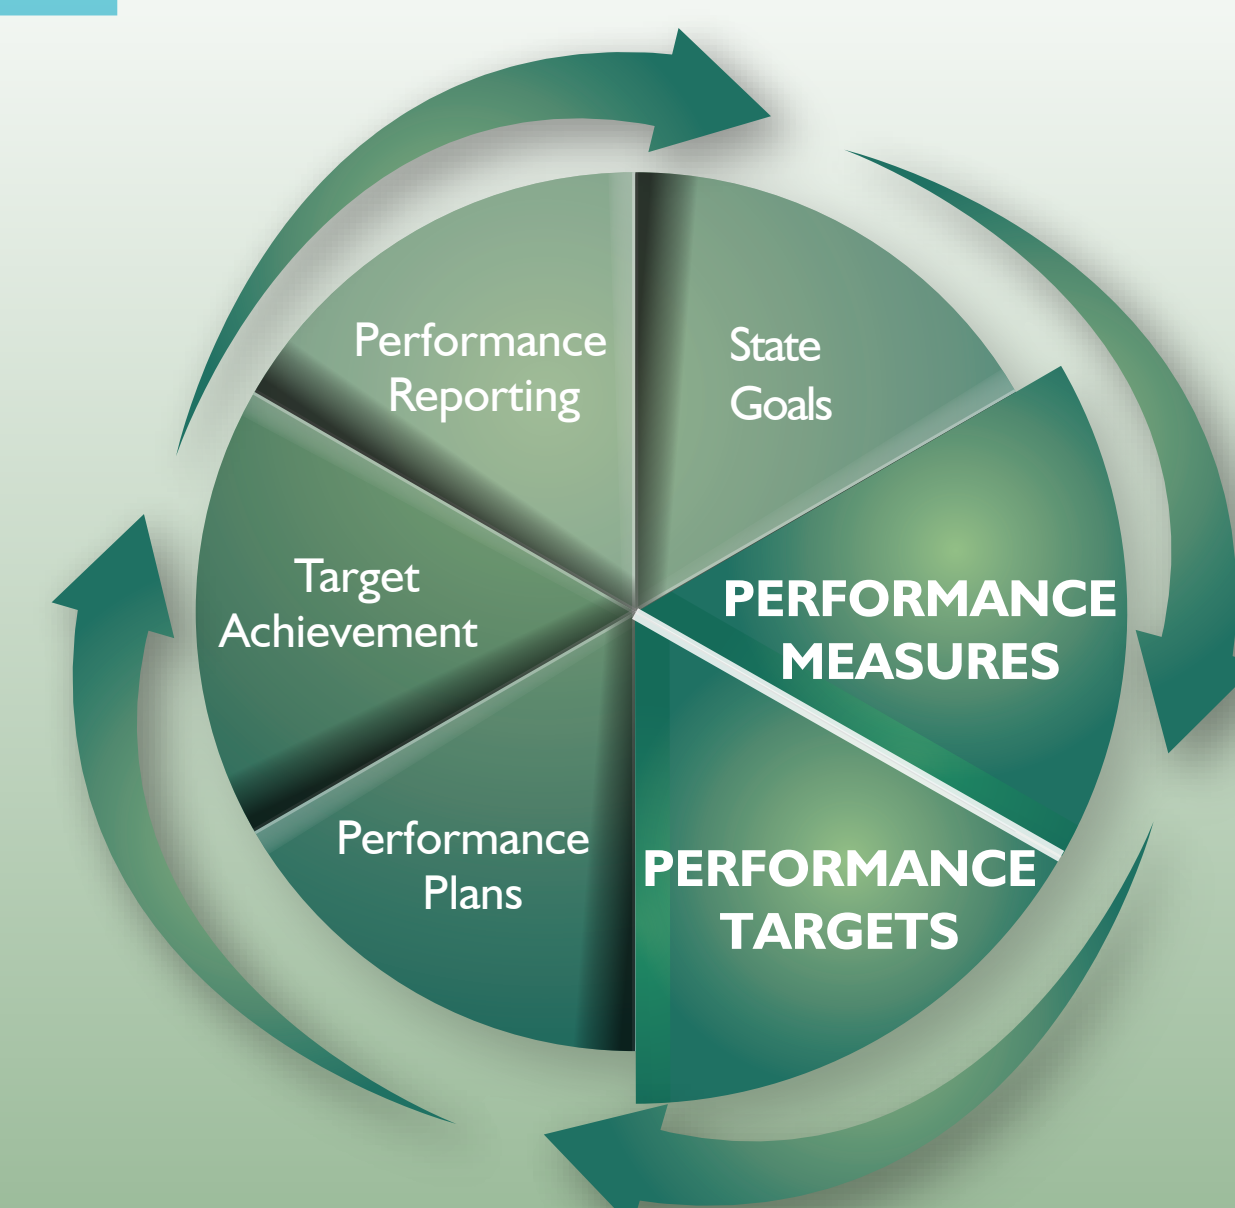 State
Goals
PERFORMANCE
MEASURES
PERFORMANCE
TARGETS
Performance
Plans
Target
Achievement
Performance
Reporting